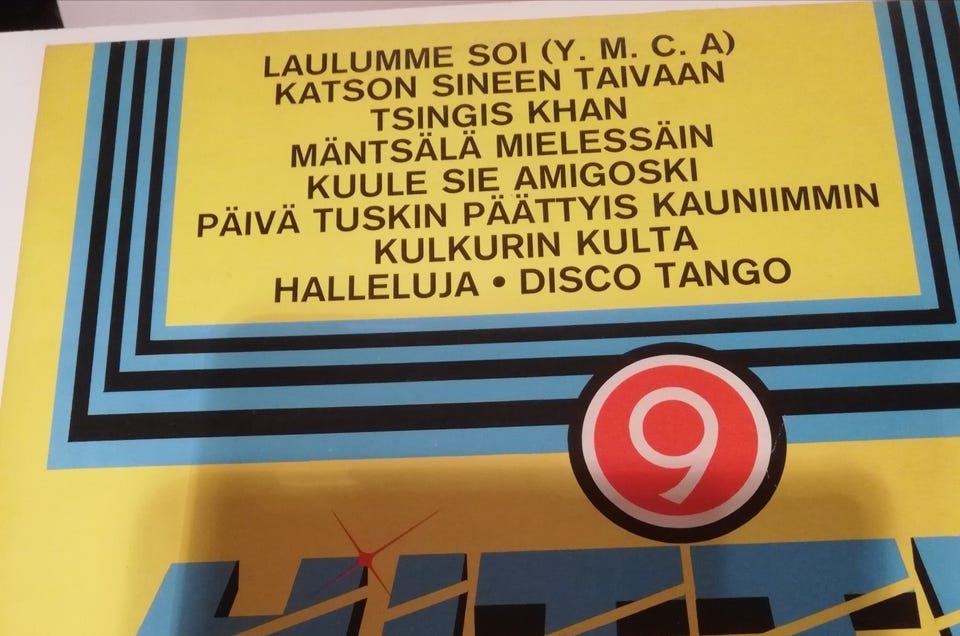 LAULUMME SOI (Y. M. C. A)
KATSON SINEEN TAIVAAN
TSINGIS KHAN
MÄNTSÄLÄ MIELESSÄIN
KUULE SIE AMIGOSKI
PÄIVÄ TUSKIN PÄÄTTYIS KAUNIIMMIN
KULKURIN KULTA
HALLELUJA • DISCO TANGO
9